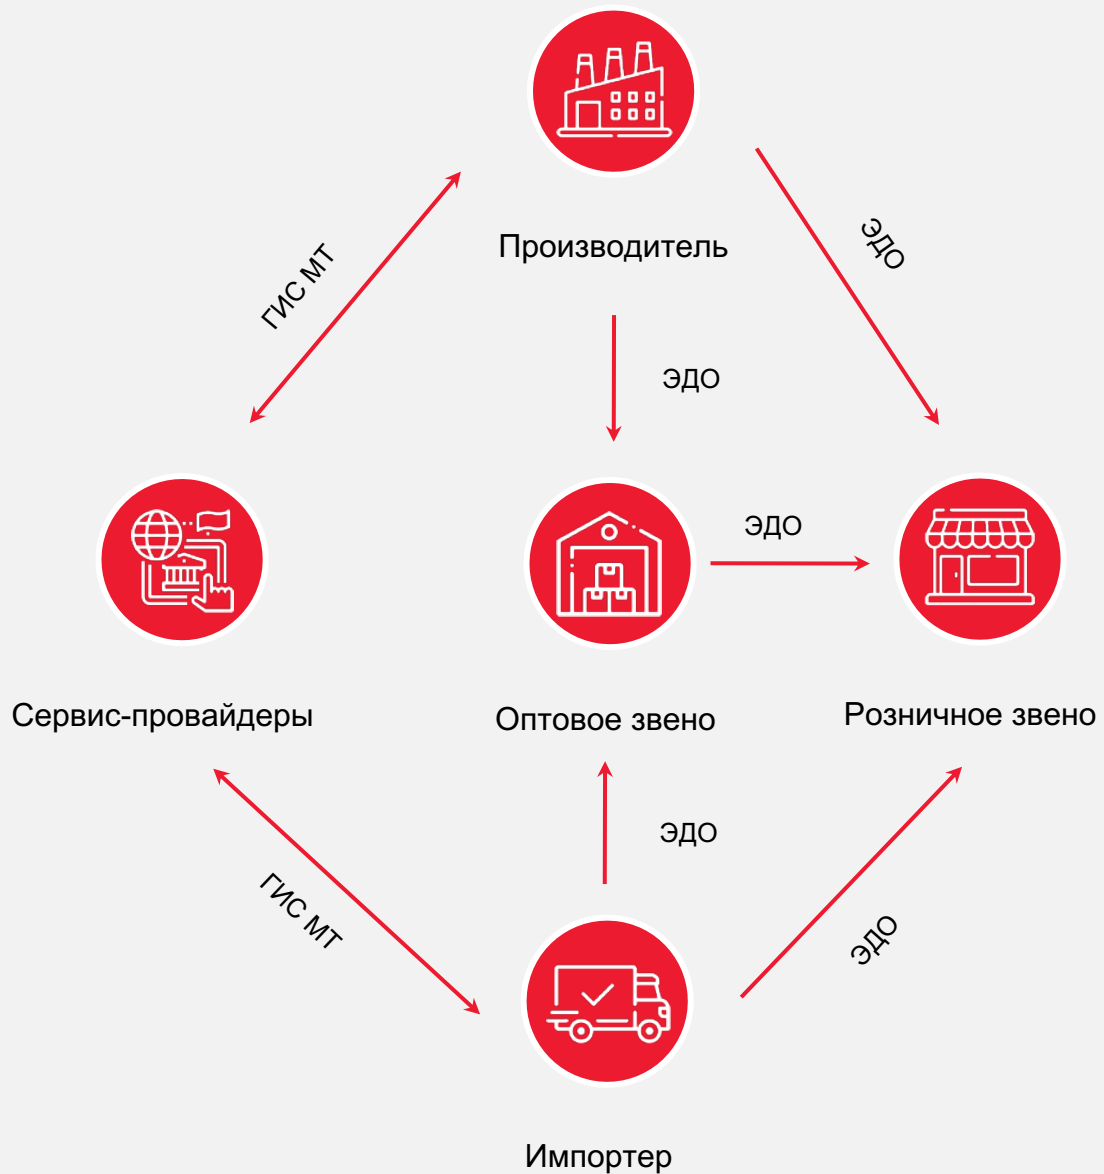 Производитель
ГИС МТ
ЭДО
ЭДО
ЭДО
Сервис-провайдеры
Оптовое звено
Розничное звено
ЭДО
ГИС МТ
ЭДО
Импортер